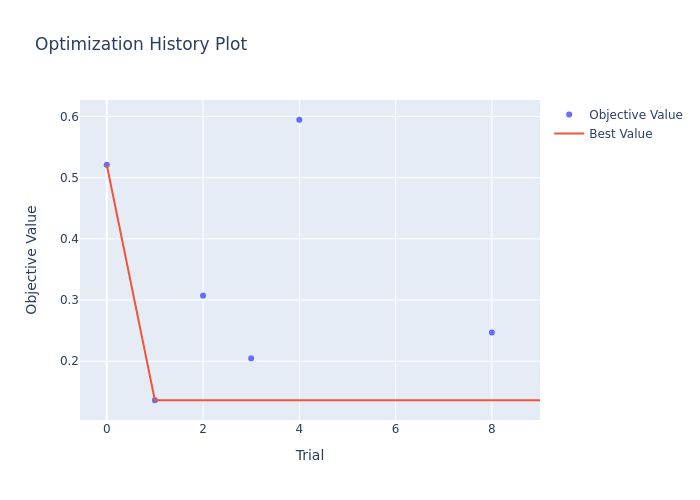 Optimization History Plot
Objective Value
Best Value
0.6
0.5
0.4
0.3
0.2
Objective Value
0 2 4 6 8
Trial